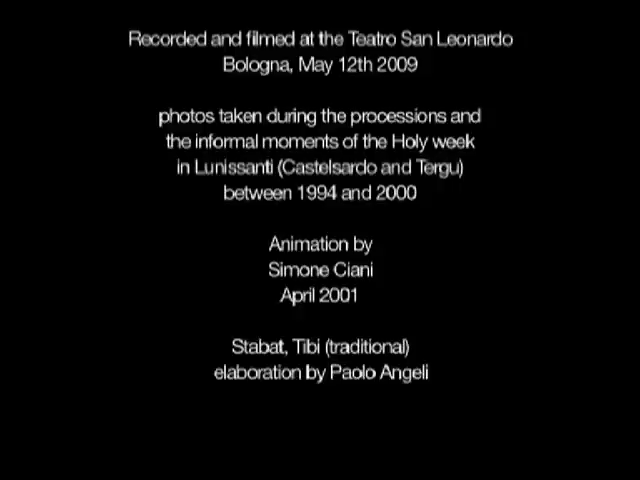 Recorded and filmed at the Teatro San Leonardo
Bologna, May 12th 2009
photos taken during the processions and
the informal moments of the Holy week
in Lunissanti (Castelsardo and Tergu)
between 1994 and 2000
Animation by
Simone Ciani
April 2001
Stabat, Tibi (traditional)
elaboration by Paolo Angeli